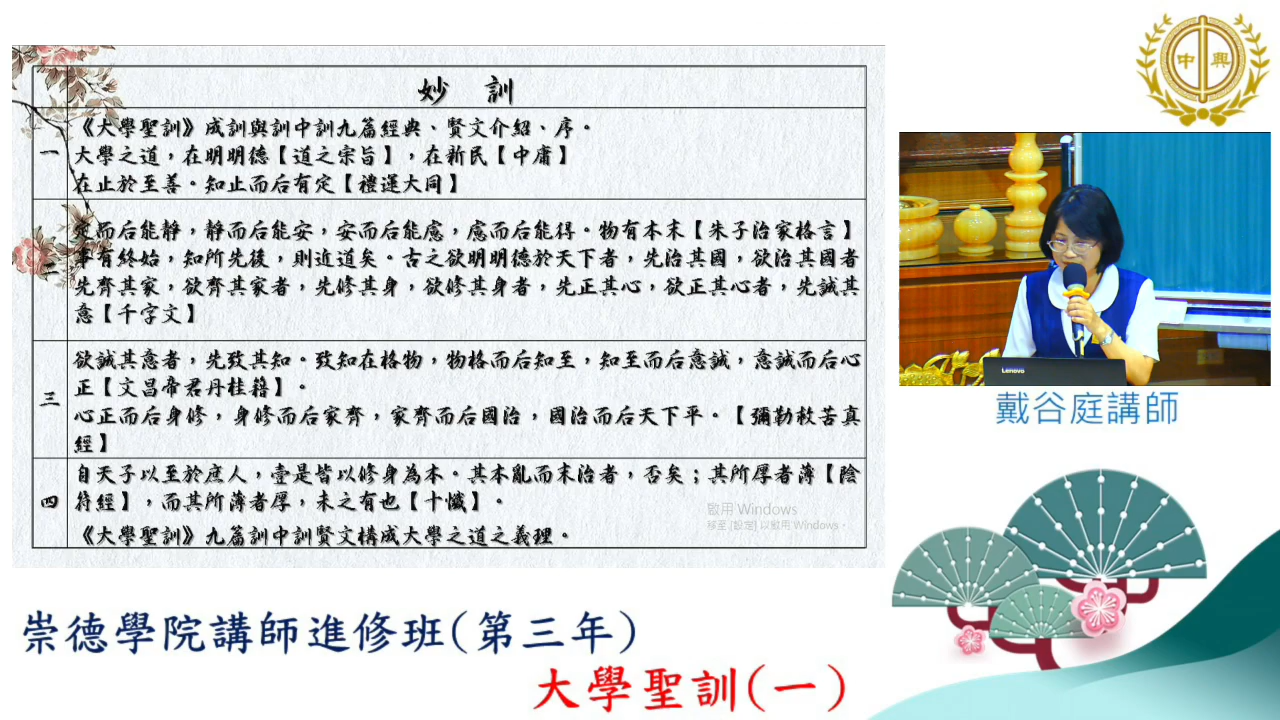 妙 訓
一
《大學聖訓》成訓與訓中訓九篇經典、賢文介紹、序。
大學之道，在明明德【道之宗旨】，在新民【中庸】
在止於至善。知止而后有定【禮運大同】
二
定而后能靜，靜而后能安，安而后能慮，慮而后能得。物有本末【朱子治家格言】
事有終始，知所先後，則近道矣。古之欲明明德於天下者，先治其國，欲治其國者
先齊其家，欲齊其家者，先修其身，欲修其身者，先正其心，欲正其心者，先誠其
意【千字文】
三
欲誠其意者，先致其知。致知在格物，物格而后知至，知至而后意誠，意誠而后心
正【文昌帝君丹桂籍】。
心正而后身修，身修而后家齊，家齊而后國治，國治而后天下平。【彌勒救苦真
經】
四
自天子以至於庶人，壹是皆以修身為本。其本亂而末治者，否矣；其所厚者薄【陰
符經】，而其所薄者厚，未之有也【十懺】。
《大學聖訓》九篇訓中訓賢文構成大學之道之義理。
啟用 Windows
移至 [設定] 以啟用 Windows。
中興
Lenovo
戴谷庭講師
崇德學院講師進修班(第三年)
大學聖訓(一)